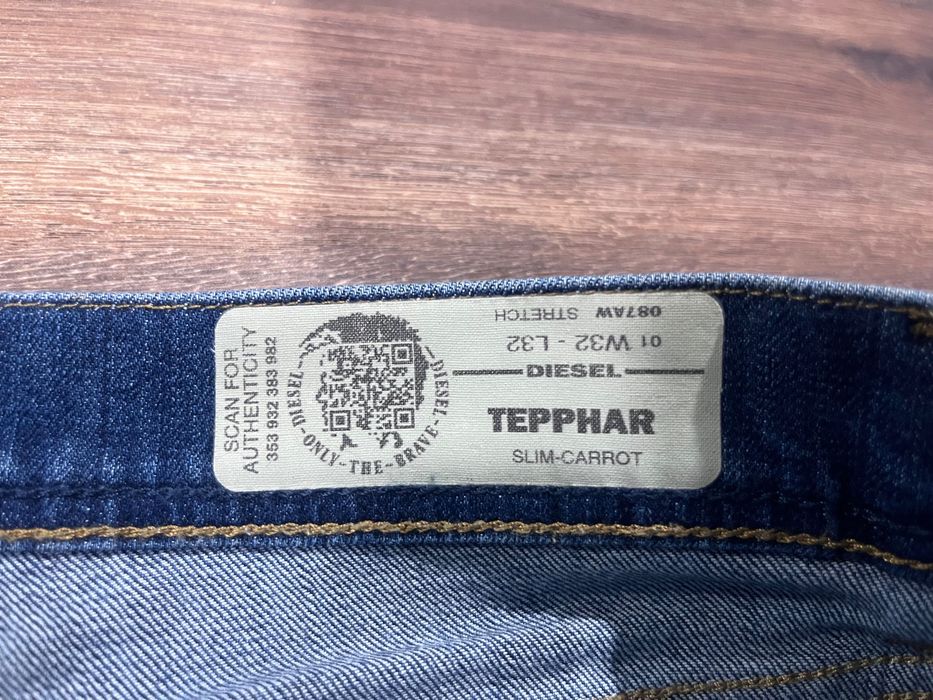 SCAN FOR
AUTHENTICITY
353 932 383 982
DIESEL
DIESEL
-ONLY-THE-BRAVE-
087AW STRETCH
01 W32 - L32
DIESEL
TEPPHAR
SLIM-CARROT